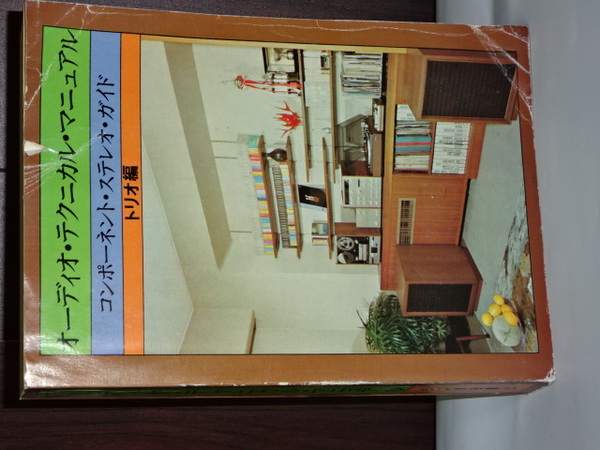 オーディオ・テクニカル・マニュアル
コンポーネント・ステレオ・ガイド
トリオ編